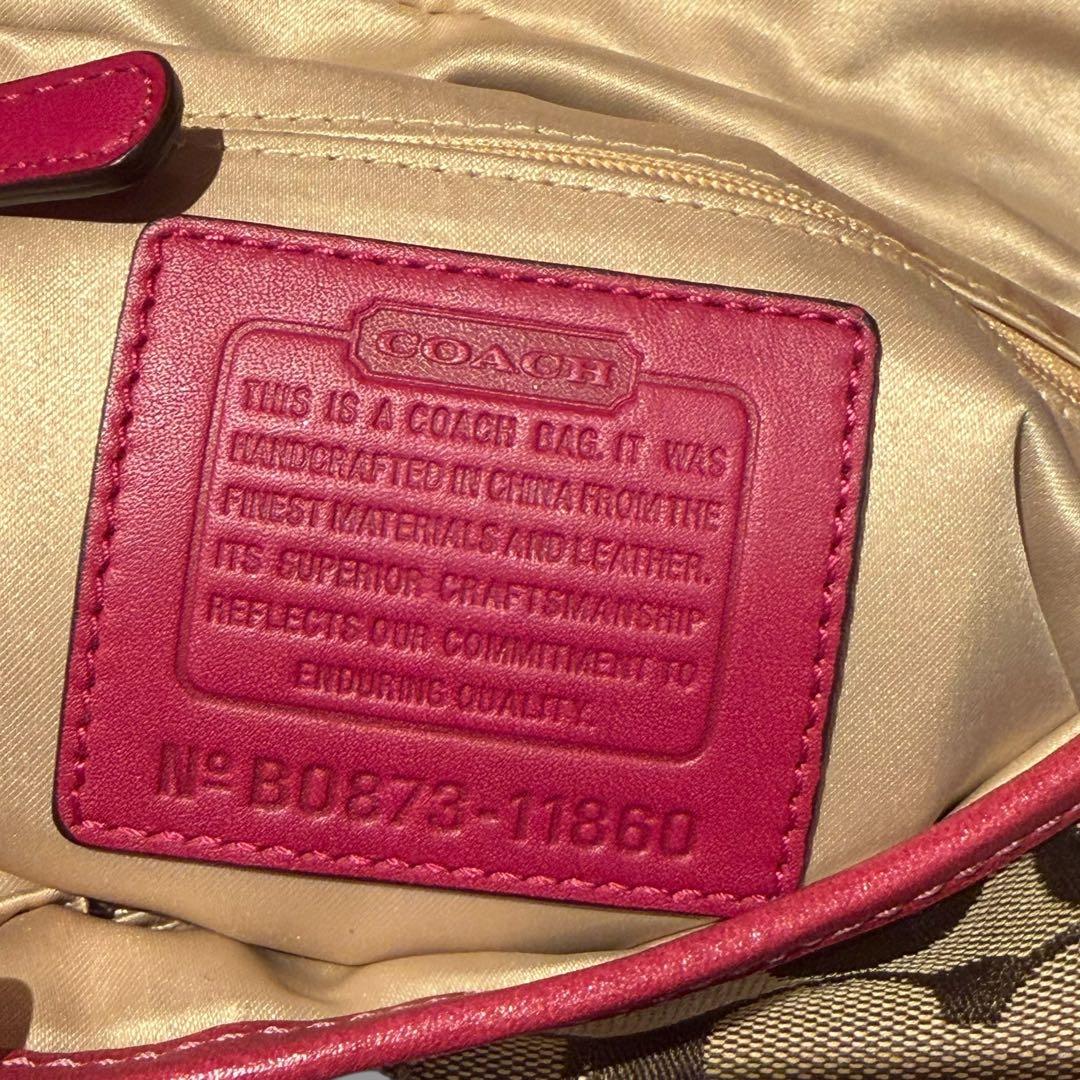 COACH
THIS IS A COACH BAG. IT WAS
HANDCRAFTED IN CHINA FROM THE
FINEST MATERIALS AND LEATHER.
ITS SUPERIOR CRAFTSMANSHIP
REFLECTS OUR COMMITMENT TO
ENDURING QUALITY.
Nº B0873-11860